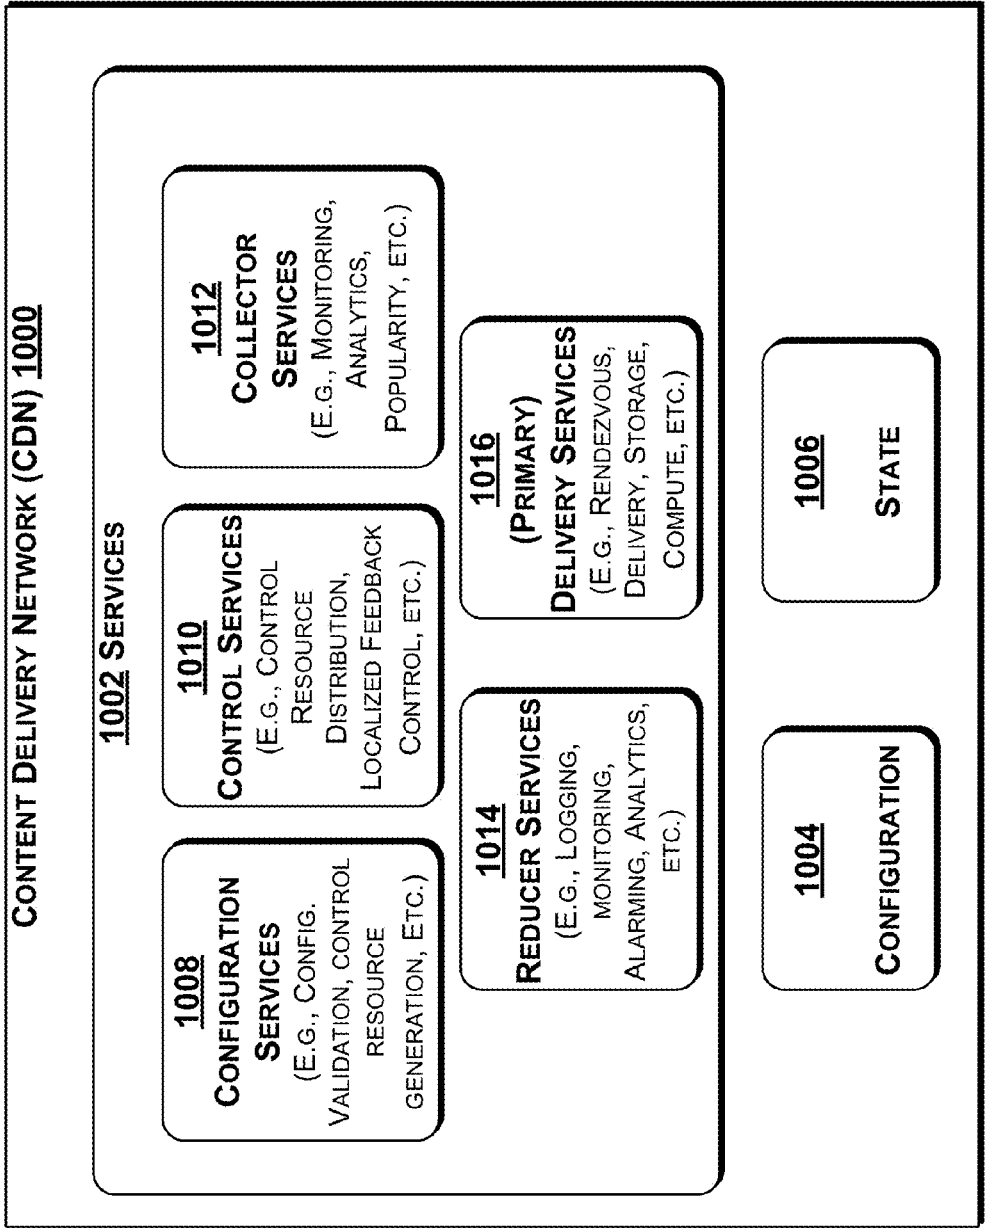 CONTENT DELIVERY NETWORK (CDN) 1000
1002 SERVICES
1008
CONFIGURATION
SERVICES
(E.G., CONFIG.
VALIDATION, CONTROL
RESOURCE
GENERATION, ETC.)
1010
CONTROL SERVICES
(E.G., CONTROL
RESOURCE
DISTRIBUTION,
LOCALIZED FEEDBACK
CONTROL, ETC.)
1012
COLLECTOR
SERVICES
(E.G., MONITORING,
ANALYTICS,
POPULARITY, ETC.)
1014
REDUCER SERVICES
(E.G., LOGGING,
MONITORING,
ALARMING, ANALYTICS,
ETC.)
1016
(PRIMARY)
DELIVERY SERVICES
(E.G., RENDEZVOUS,
DELIVERY, STORAGE,
COMPUTE, ETC.)
1004
CONFIGURATION
1006
STATE